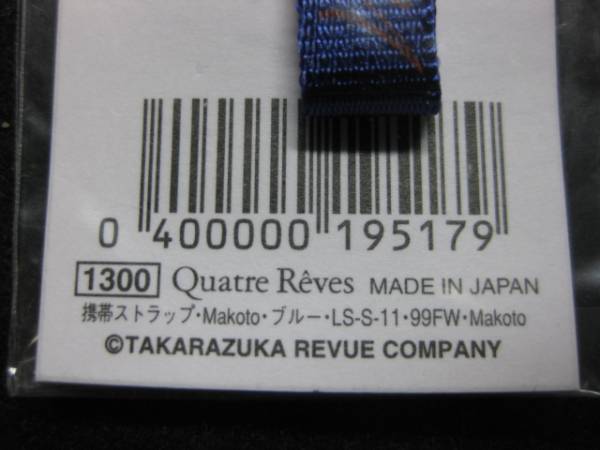 0 400000 195179
1300 Quatre Rêves MADE IN JAPAN
携帯ストラップ・Makoto・ブルー・LS-S-11・99FW・Makoto
©TAKARAZUKA REVUE COMPANY